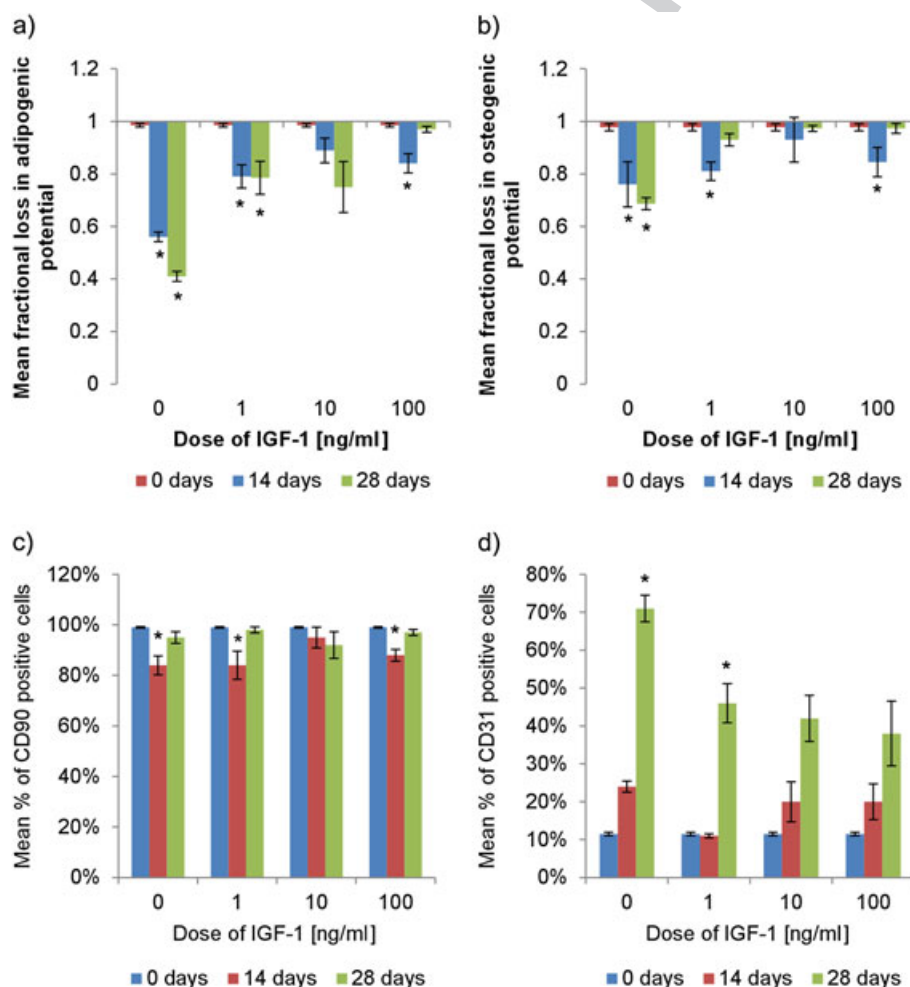 a)
Mean fractional loss in adipogenic
potential
1.2
1
0.8
0.6
0.4
0.2
0
* * * * *
0 1 10 100
Dose of IGF-1 [ng/ml]
0 days 14 days 28 days
b)
Mean fractional loss in osteogenic
potential
1.2
1
0.8
0.6
0.4
0.2
0
* * * *
0 1 10 100
Dose of IGF-1 [ng/ml]
0 days 14 days 28 days
c)
Mean % of CD90 positive cells
120%
100%
80%
60%
40%
20%
0%
* * *
0 1 10 100
Dose of IGF-1 [ng/ml]
0 days 14 days 28 days
d)
Mean % of CD31 positive cells
80%
70%
60%
50%
40%
30%
20%
10%
0%
* *
0 1 10 100
Dose of IGF-1 [ng/ml]
0 days 14 days 28 days